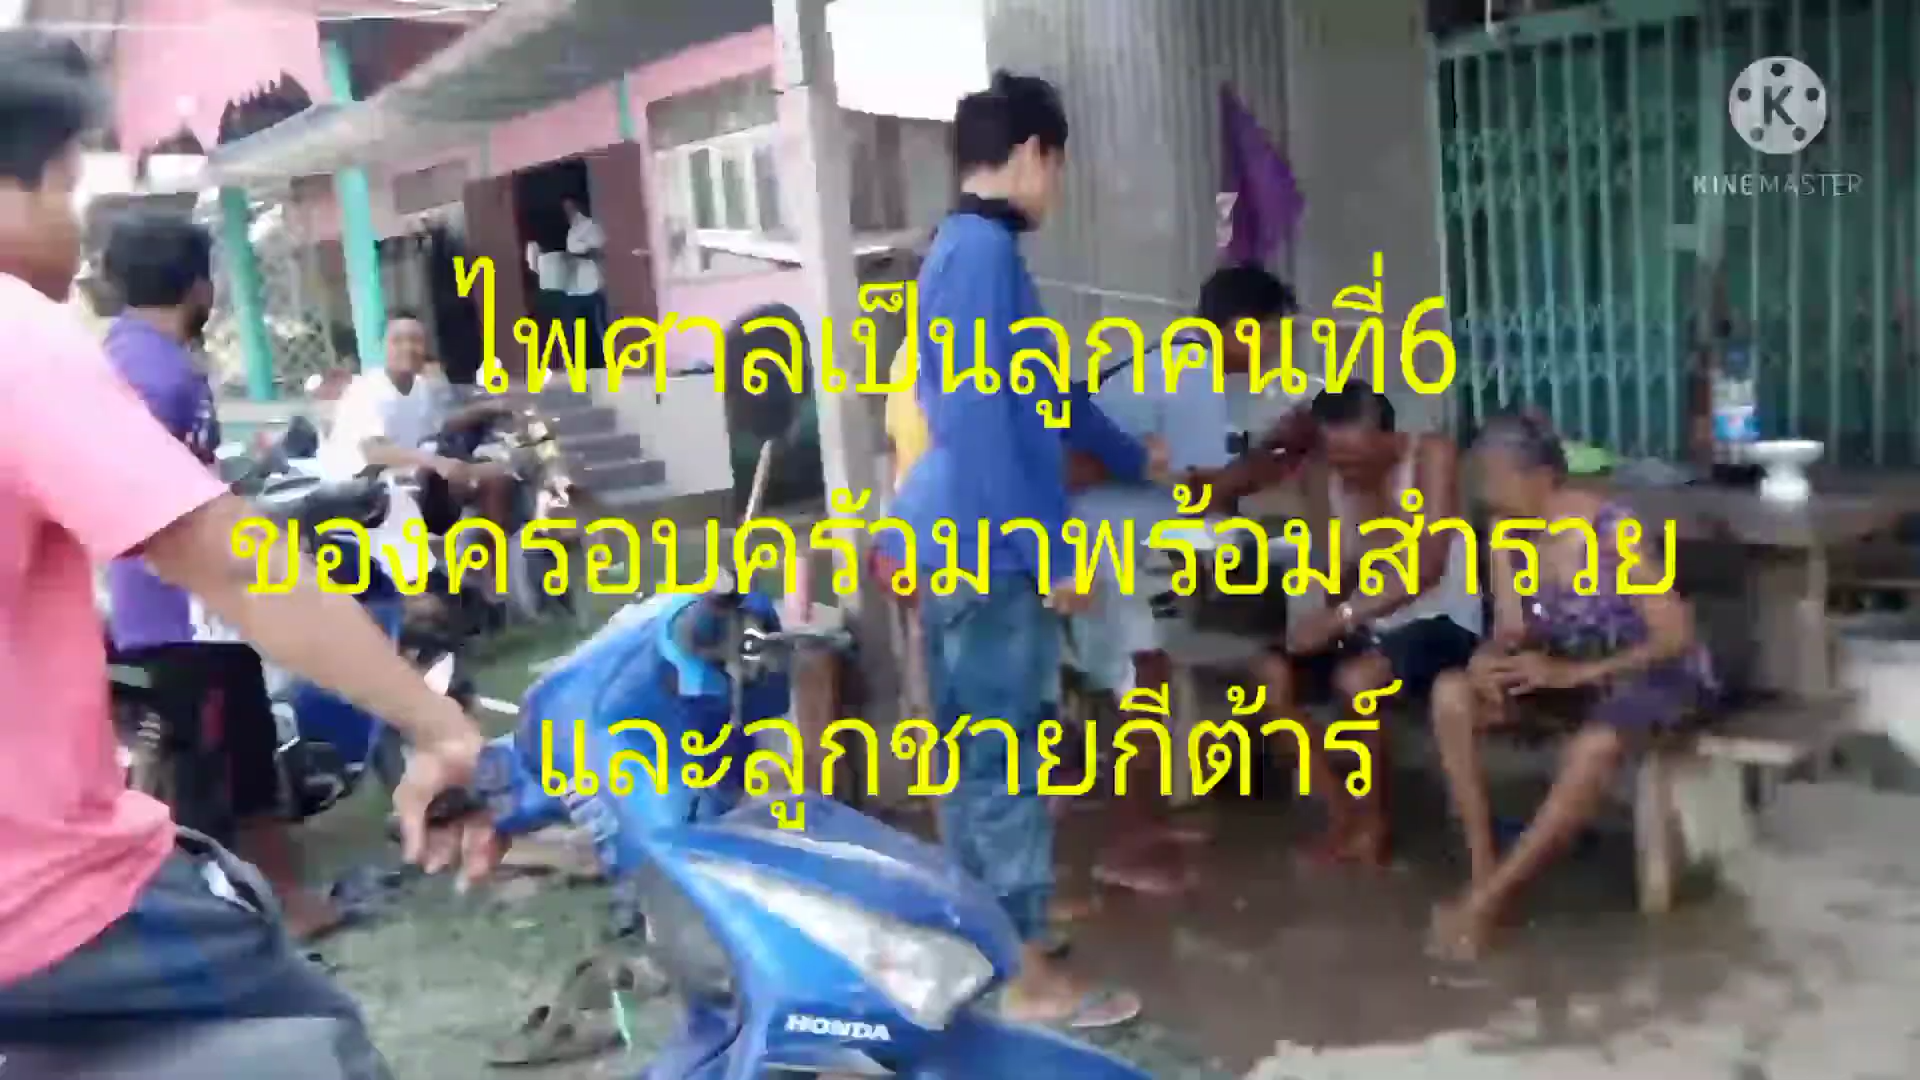 K
KINEMASTER
ไพศาลเป็นลูกคนที่6
ของครอบครัวมาพร้อมสำรวย
และลูกชายกีต้าร์
HONDA